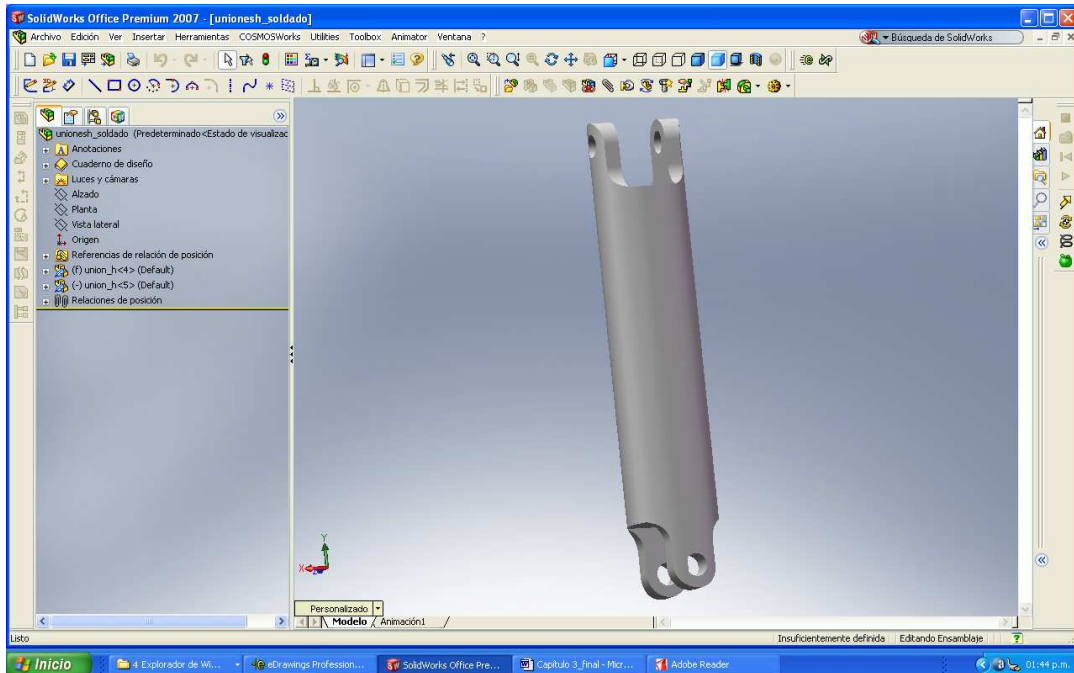 SolidWorks Office Premium 2007 - [unionesh_soldado]
Archivo Edición Ver Insertar Herramientas COSMOSWorks Utilities Toolbox Animator Ventana ?
Búsqueda de SolidWorks
unionesh_soldado (Predeterminado<Estado de visualizac
Anotaciones
Cuaderno de diseño
Luces y cámaras
Alzado
Planta
Vista lateral
Origen
Referencias de relación de posición
(f) union_h<4> (Default)
(-) union_h<5> (Default)
Relaciones de posición
Y
X
Z
Personalizado
Modelo Animación1
Listo
Insuficientemente definida Editando Ensamblaje
Inicio
4 Explorador de Wi...
eDrawings Profession...
SolidWorks Office Pre...
Capítulo 3_final - Micr...
Adobe Reader
01:44 p.m.